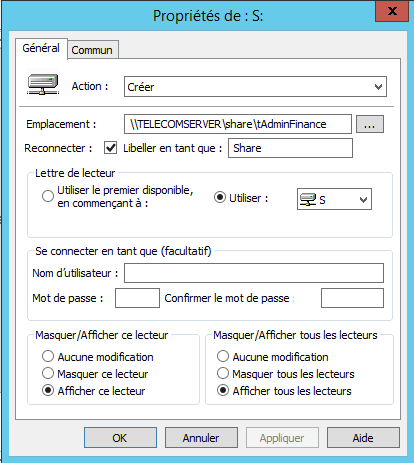 Propriétés de : S:
X
Général Commun
Action : Créer
Emplacement : \\TELECOMSERVER\share\tAdminFinance ...
Reconnecter : Libeller en tant que : Share
Lettre de lecteur
Utiliser le premier disponible,
en commençant à :
Utiliser : S
Se connecter en tant que (facultatif)
Nom d'utilisateur :
Mot de passe : Confirmer le mot de passe
Masquer/Afficher ce lecteur
Aucune modification
Masquer ce lecteur
Afficher ce lecteur
Masquer/Afficher tous les lecteurs
Aucune modification
Masquer tous les lecteurs
Afficher tous les lecteurs
OK Annuler Appliquer Aide